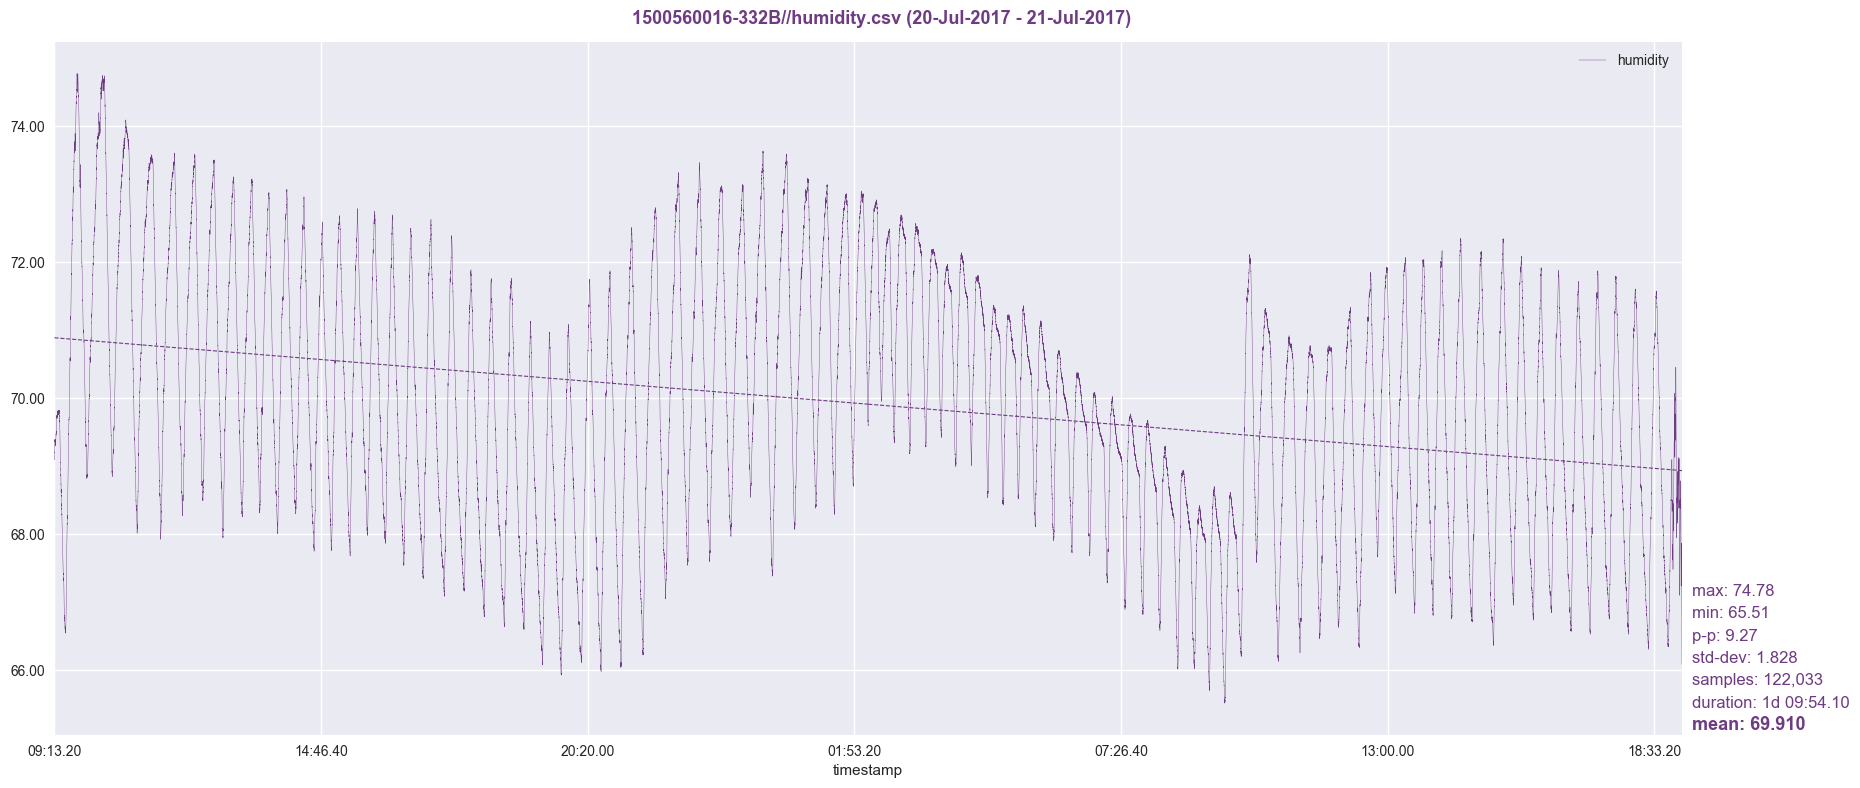 1500560016-332B//humidity.csv (20-Jul-2017 - 21-Jul-2017)
humidity
74.00
72.00
70.00
68.00
66.00
max: 74.78
min: 65.51
p-p: 9.27
std-dev: 1.828
samples: 122,033
duration: 1d 09:54.10
mean: 69.910
09:13.20 14:46.40 20:20.00 01:53.20 07:26.40 13:00.00 18:33.20
timestamp